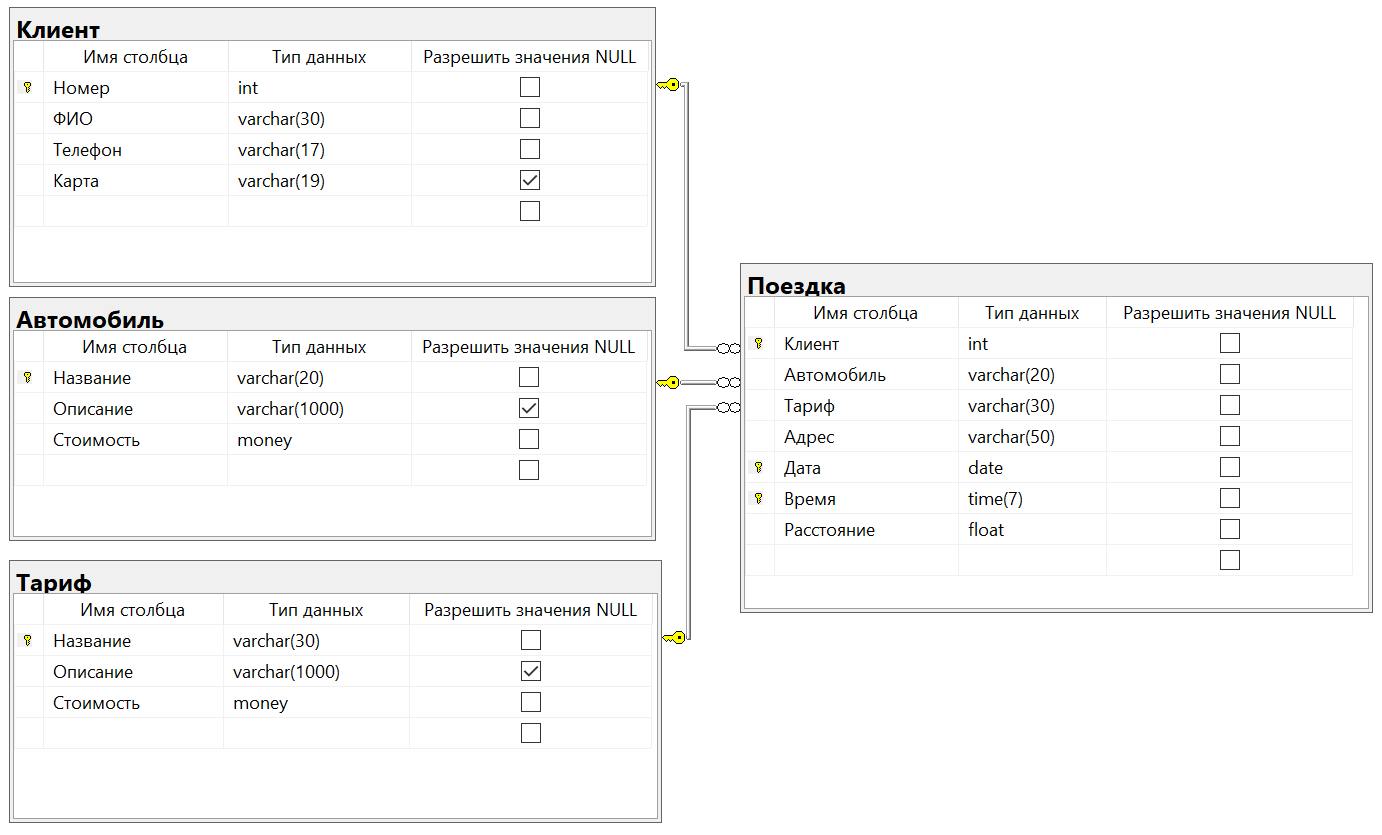 Клиент
Имя столбца Тип данных Разрешить значения NULL
Номер int
ФИО varchar(30)
Телефон varchar(17)
Карта varchar(19)
Автомобиль
Имя столбца Тип данных Разрешить значения NULL
Название varchar(20)
Описание varchar(1000)
Стоимость money
Тариф
Имя столбца Тип данных Разрешить значения NULL
Название varchar(30)
Описание varchar(1000)
Стоимость money
Поездка
Имя столбца Тип данных Разрешить значения NULL
Клиент int
Автомобиль varchar(20)
Тариф varchar(30)
Адрес varchar(50)
Дата date
Время time(7)
Расстояние float